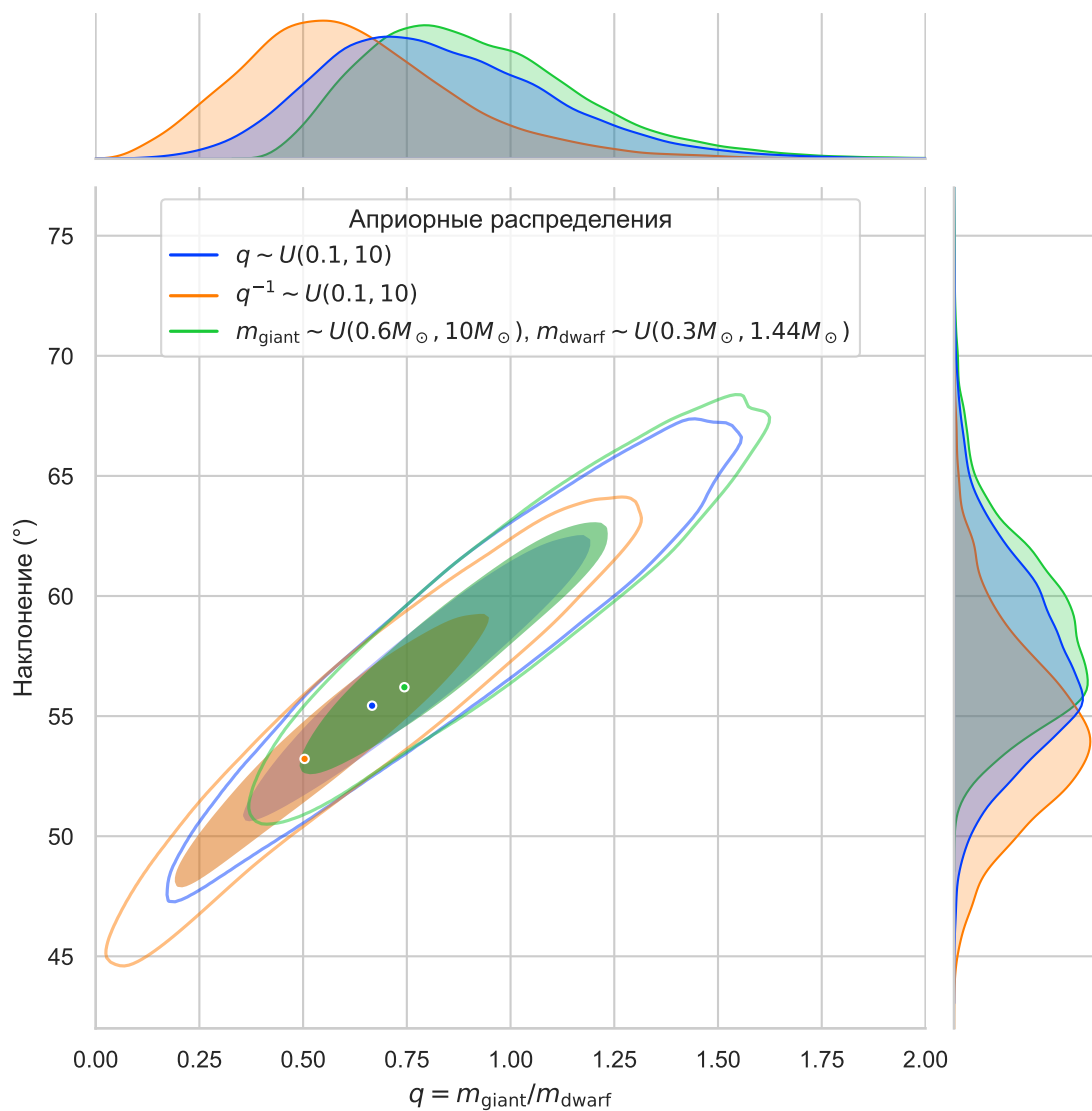 Априорные распределения
q ~ U(0.1, 10)
q⁻¹ ~ U(0.1, 10)
m_giant ~ U(0.6M_⊙, 10M_⊙), m_dwarf ~ U(0.3M_⊙, 1.44M_⊙)
75
70
65
60
55
50
45
Наклонение (°)
0.00 0.25 0.50 0.75 1.00 1.25 1.50 1.75 2.00
q = m_giant/m_dwarf